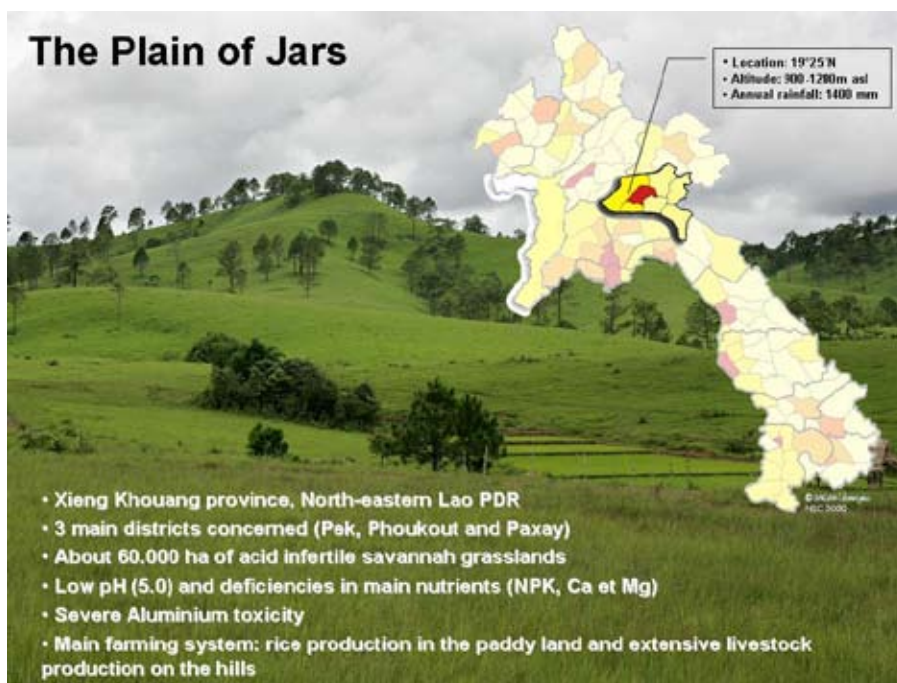 The Plain of Jars
• Location: 19°25'N
• Altitude: 900-1200m asl
• Annual rainfall: 1400 mm
• Xieng Khouang province, North-eastern Lao PDR
• 3 main districts concerned (Pek, Phoukout and Paxay)
• About 60.000 ha of acid infertile savannah grasslands
• Low pH (5.0) and deficiencies in main nutrients (NPK, Ca et Mg)
• Severe Aluminium toxicity
• Main farming system: rice production in the paddy land and extensive livestock
production on the hills